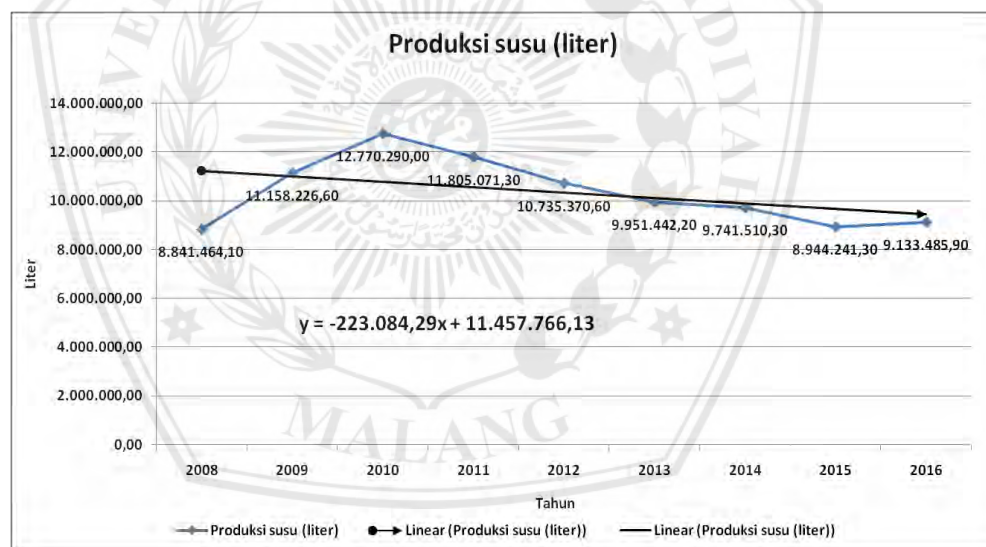 Produksi susu (liter)
14.000.000,00
12.000.000,00
10.000.000,00
8.000.000,00
6.000.000,00
4.000.000,00
2.000.000,00
0,00
Liter
8.841.464,10
11.158.226,60
12.770.290,00
11.805.071,30
10.735.370,60
9.951.442,20
9.741.510,30
8.944.241,30
9.133.485,90
y = -223.084,29x + 11.457.766,13
MALANG
2008 2009 2010 2011 2012 2013 2014 2015 2016
Tahun
Produksi susu (liter) Linear (Produksi susu (liter)) Linear (Produksi susu (liter))